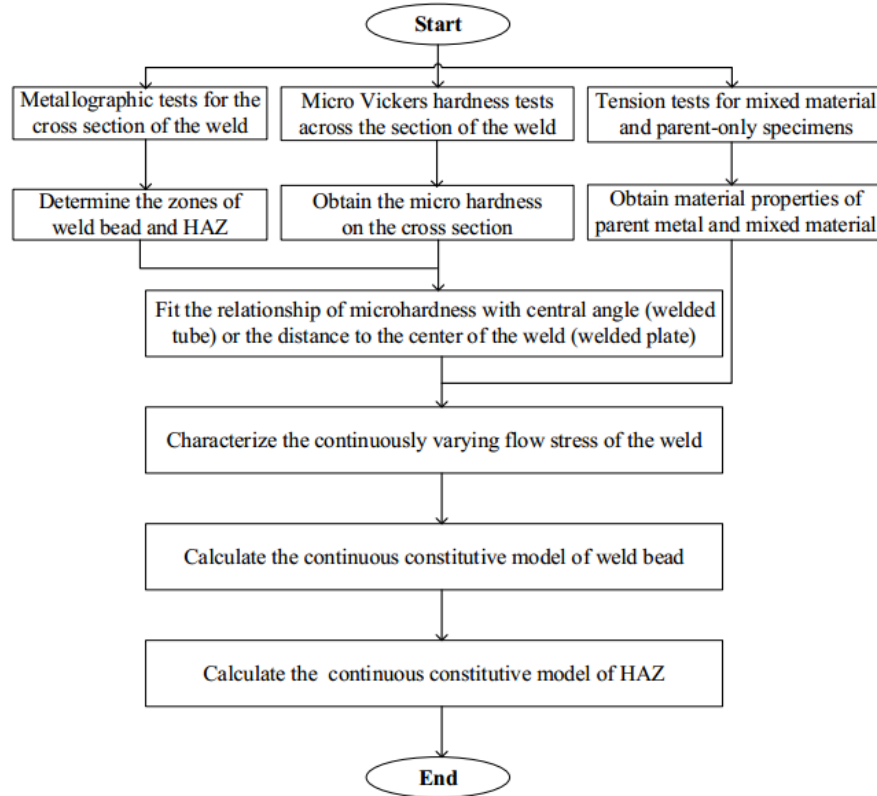 Start
Metallographic tests for the
cross section of the weld
Micro Vickers hardness tests
across the section of the weld
Tension tests for mixed material
and parent-only specimens
Determine the zones of
weld bead and HAZ
Obtain the micro hardness
on the cross section
Obtain material properties of
parent metal and mixed material
Fit the relationship of microhardness with central angle (welded
tube) or the distance to the center of the weld (welded plate)
Characterize the continuously varying flow stress of the weld
Calculate the continuous constitutive model of weld bead
Calculate the continuous constitutive model of HAZ
End